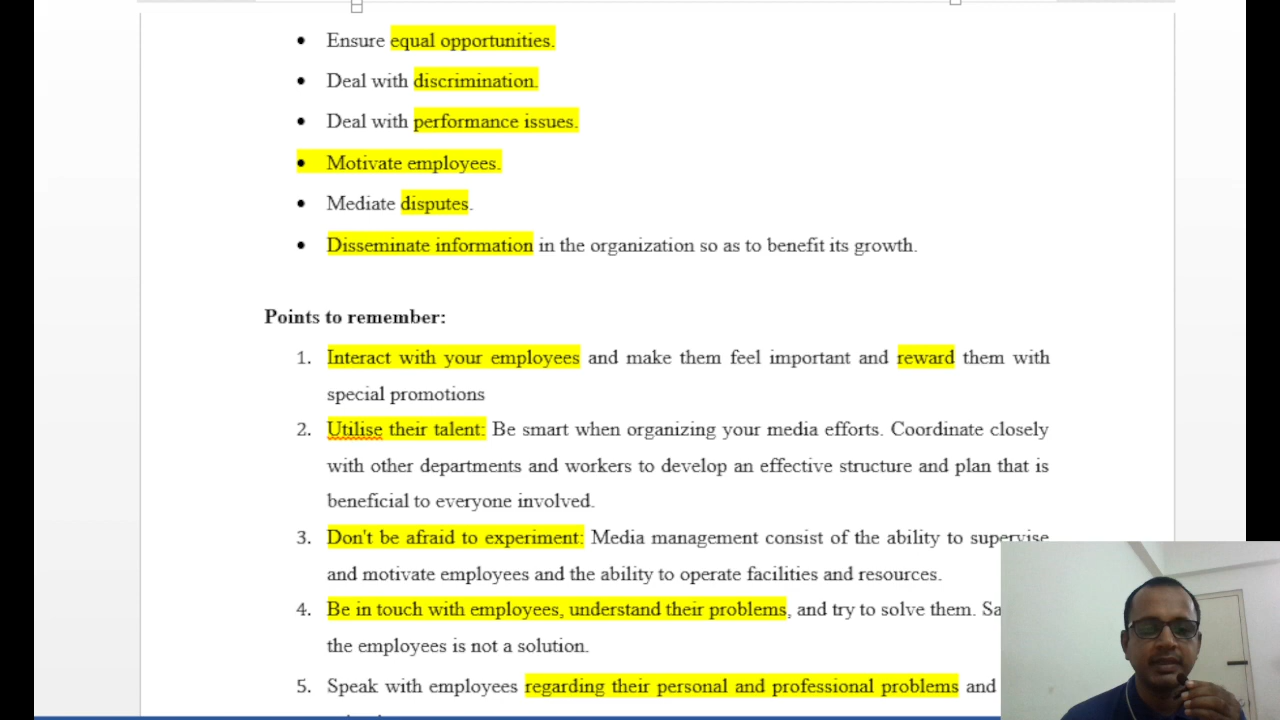 • Ensure equal opportunities.
• Deal with discrimination.
• Deal with performance issues.
• Motivate employees.
• Mediate disputes.
• Disseminate information in the organization so as to benefit its growth.
Points to remember:
1. Interact with your employees and make them feel important and reward them with
special promotions
2. Utilise their talent: Be smart when organizing your media efforts. Coordinate closely
with other departments and workers to develop an effective structure and plan that is
beneficial to everyone involved.
3. Don't be afraid to experiment: Media management consist of the ability to supervise
and motivate employees and the ability to operate facilities and resources.
4. Be in touch with employees, understand their problems, and try to solve them.
the employees is not a solution.
5. Speak with employees regarding their personal and professional problems and